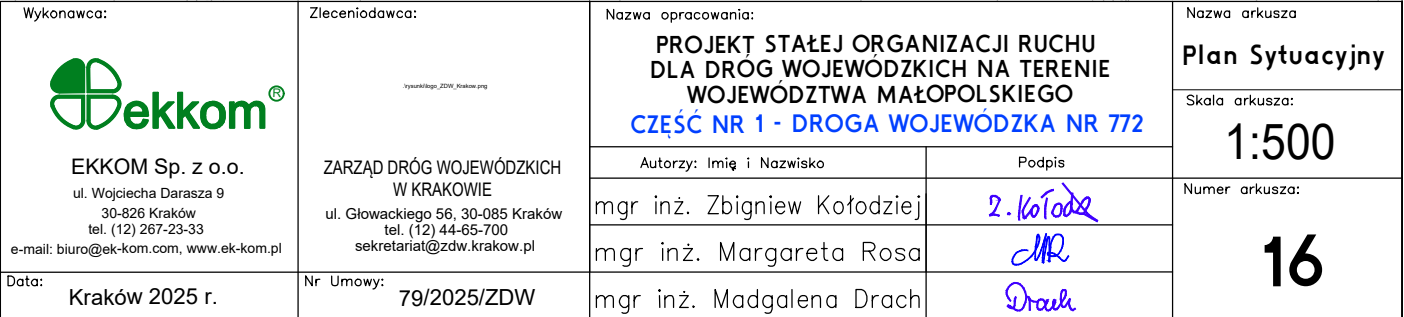 Wykonawca:
ekkom®
EKKOM Sp. z o.o.
ul. Wojciecha Darasza 9
30-826 Kraków
tel. (12) 267-23-33
e-mail: biuro@ek-kom.com, www.ek-kom.pl
Data:
Kraków 2025 r.
Zleceniodawca:
\rysunki\logo_ZDW_Krakow.png
ZARZĄD DRÓG WOJEWÓDZKICH
W KRAKOWIE
ul. Głowackiego 56, 30-085 Kraków
tel. (12) 44-65-700
sekretariat@zdw.krakow.pl
Nr Umowy:
79/2025/ZDW
Nazwa opracowania:
PROJEKT STAŁEJ ORGANIZACJI RUCHU
DLA DRÓG WOJEWÓDZKICH NA TERENIE
WOJEWÓDZTWA MAŁOPOLSKIEGO
CZĘŚĆ NR 1 - DROGA WOJEWÓDZKA NR 772
Autorzy: Imię i Nazwisko
Podpis
mgr inż. Zbigniew Kołodziej
Z. Kołodz
mgr inż. Margareta Rosa
MR
mgr inż. Madgalena Drach
Drach
Nazwa arkusza
Plan Sytuacyjny
Skala arkusza:
1:500
Numer arkusza:
16